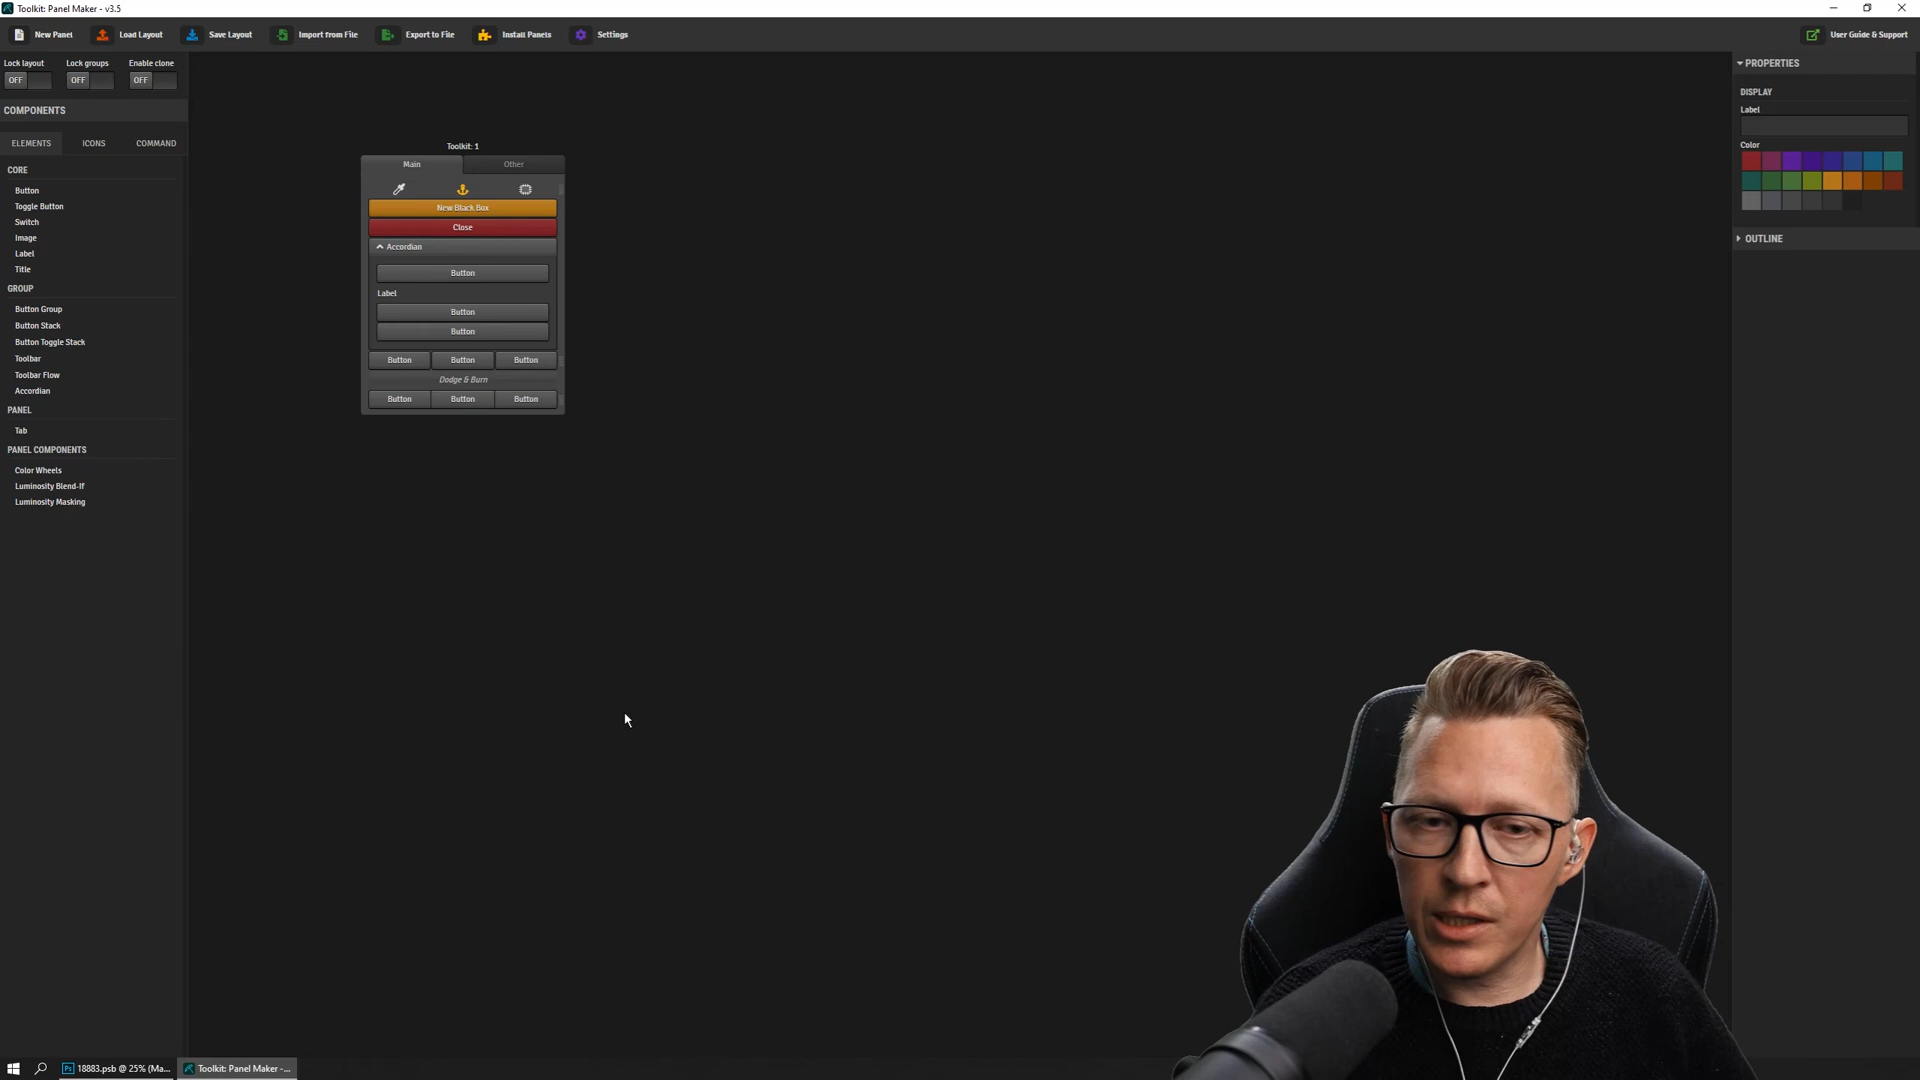 Toolkit: Panel Maker - v3.5
New Panel Load Layout Save Layout Import from File Export to File Install Panels Settings User Guide & Support
Lock layout Lock groups Enable clone
OFF OFF OFF
COMPONENTS
ELEMENTS ICONS COMMAND
CORE
Button
Toggle Button
Switch
Image
Label
Title
GROUP
Button Group
Button Stack
Button Toggle Stack
Toolbar
Toolbar Flow
Accordian
PANEL
Tab
PANEL COMPONENTS
Color Wheels
Luminosity Blend-If
Luminosity Masking
Toolkit: 1
Main Other
New Black Box
Close
Accordian
Button
Label
Button
Button
Button Button Button
Dodge & Burn
Button Button Button
PROPERTIES
DISPLAY
Label
Color
OUTLINE
Ps 18883.psb @ 25% (Ma...
Toolkit: Panel Maker -...